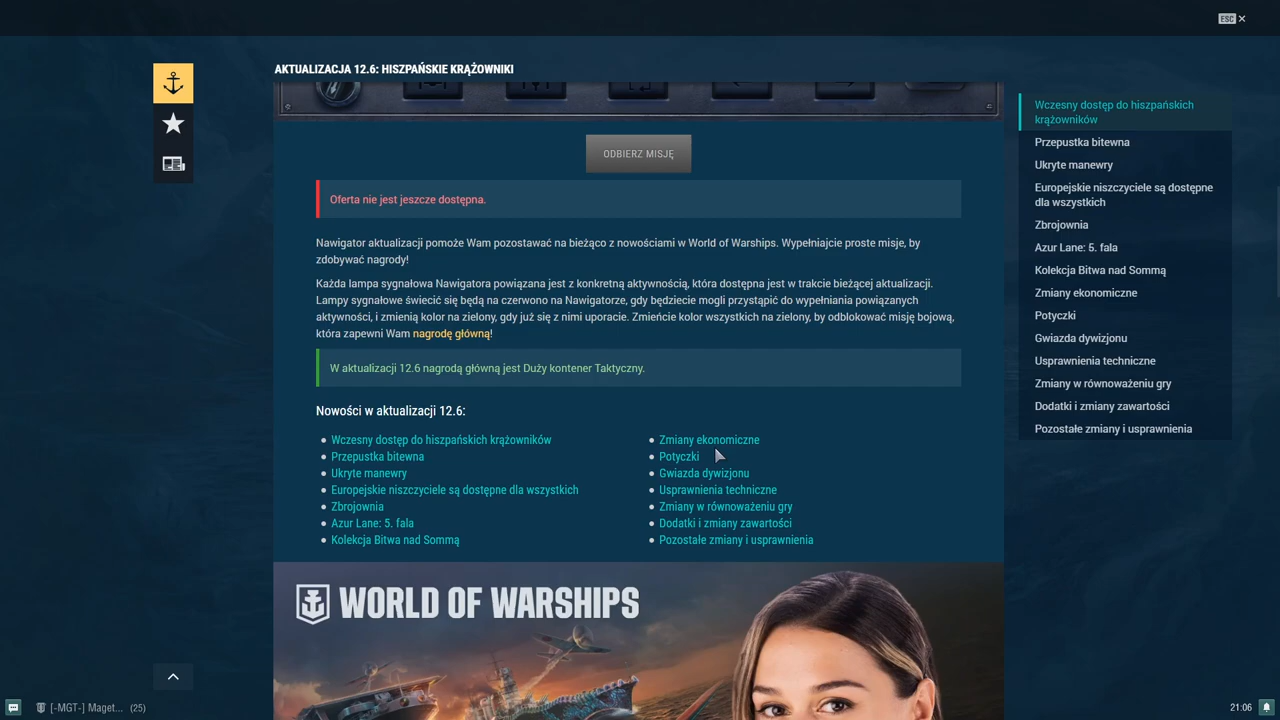 ESC ×
AKTUALIZACJA 12.6: HISZPAŃSKIE KRĄŻOWNIKI
ODBIERZ MISJĘ
Oferta nie jest jeszcze dostępna.
Nawigator aktualizacji pomoże Wam pozostawać na bieżąco z nowościami w World of Warships. Wypełniajcie proste misje, by
zdobywać nagrody!
Każda lampa sygnałowa Nawigatora powiązana jest z konkretną aktywnością, która dostępna jest w trakcie bieżącej aktualizacji.
Lampy sygnałowe świecić się będą na czerwono na Nawigatorze, gdy będziecie mogli przystąpić do wypełniania powiązanych
aktywności, i zmienią kolor na zielony, gdy już się z nimi uporacie. Zmieńcie kolor wszystkich na zielony, by odblokować misję bojową,
która zapewni Wam nagrodę główną!
W aktualizacji 12.6 nagrodą główną jest Duży kontener Taktyczny.
Nowości w aktualizacji 12.6:
Wczesny dostęp do hiszpańskich krążowników
Przepustka bitewna
Ukryte manewry
Europejskie niszczyciele są dostępne dla wszystkich
Zbrojownia
Azur Lane: 5. fala
Kolekcja Bitwa nad Sommą
Zmiany ekonomiczne
Potyczki
Gwiazda dywizjonu
Usprawnienia techniczne
Zmiany w równoważeniu gry
Dodatki i zmiany zawartości
Pozostałe zmiany i usprawnienia
WORLD OF WARSHIPS
Wczesny dostęp do hiszpańskich
krążowników
Przepustka bitewna
Ukryte manewry
Europejskie niszczyciele są dostępne
dla wszystkich
Zbrojownia
Azur Lane: 5. fala
Kolekcja Bitwa nad Sommą
Zmiany ekonomiczne
Potyczki
Gwiazda dywizjonu
Usprawnienia techniczne
Zmiany w równoważeniu gry
Dodatki i zmiany zawartości
Pozostałe zmiany i usprawnienia
[-MGT-] Maget... (25)
21:06